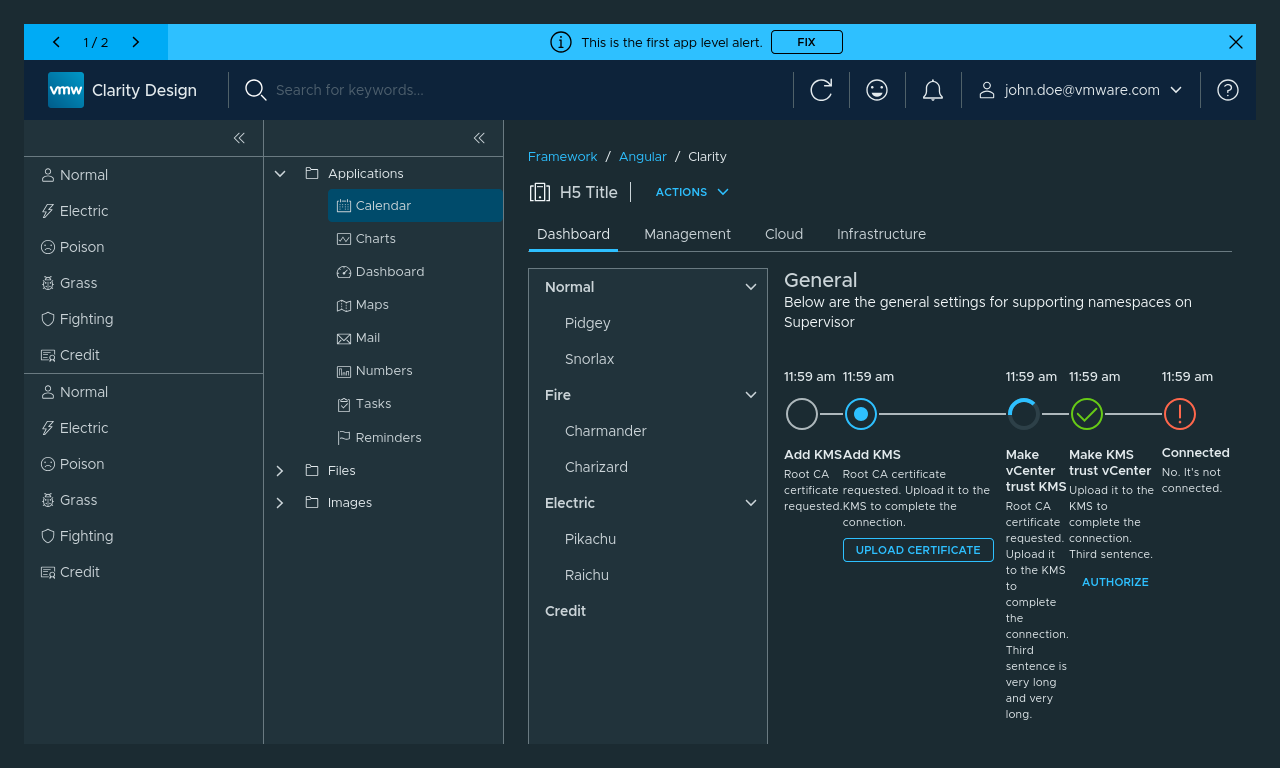 1 / 2
This is the first app level alert.
FIX
vmw
Clarity Design
Search for keywords...
john.doe@vmware.com
Normal
Electric
Poison
Grass
Fighting
Credit
Normal
Electric
Poison
Grass
Fighting
Credit
Applications
Calendar
Charts
Dashboard
Maps
Mail
Numbers
Tasks
Reminders
Files
Images
Framework / Angular / Clarity
H5 Title
ACTIONS
Dashboard
Management
Cloud
Infrastructure
Normal
Pidgey
Snorlax
Fire
Charmander
Charizard
Electric
Pikachu
Raichu
Credit
General
Below are the general settings for supporting namespaces on
Supervisor
11:59 am
Add KMS
Root CA
certificate
requested.
11:59 am
Add KMS
Root CA certificate
requested. Upload it to the
KMS to complete the
connection.
UPLOAD CERTIFICATE
11:59 am
Make
vCenter
trust KMS
Root CA
certificate
requested.
Upload it
to the KMS
to
complete
the
connection.
Third
sentence is
very long
and very
long.
11:59 am
Make KMS
trust vCenter
Upload it to the
KMS to
complete the
connection.
Third sentence.
AUTHORIZE
11:59 am
Connected
No. It's not
connected.